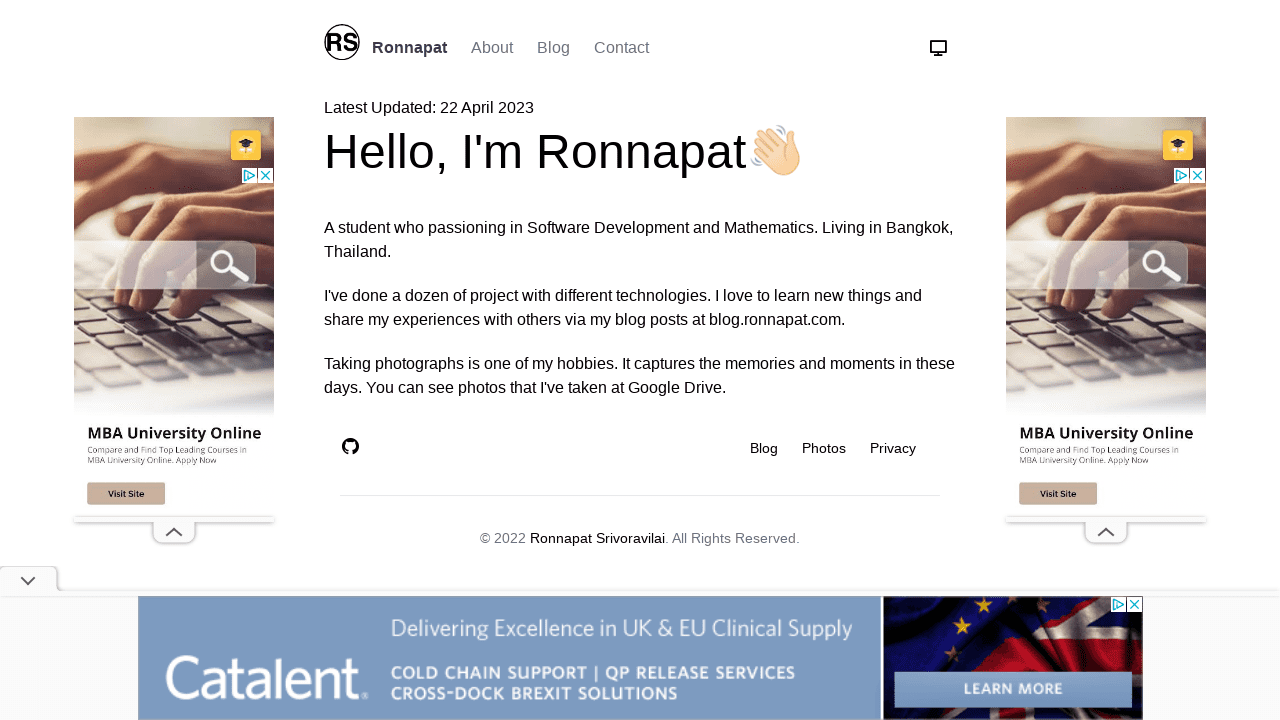 RS
Ronnapat About Blog Contact
Latest Updated: 22 April 2023
Hello, I'm Ronnapat
A student who passioning in Software Development and Mathematics. Living in Bangkok,
Thailand.
I've done a dozen of project with different technologies. I love to learn new things and
share my experiences with others via my blog posts at blog.ronnapat.com.
Taking photographs is one of my hobbies. It captures the memories and moments in these
days. You can see photos that I've taken at Google Drive.
Blog Photos Privacy
© 2022 Ronnapat Srivoravilai. All Rights Reserved.
MBA University Online
Compare and Find Top Leading Courses in
MBA University Online. Apply Now
Visit Site
MBA University Online
Compare and Find Top Leading Courses in
MBA University Online. Apply Now
Visit Site
Delivering Excellence in UK & EU Clinical Supply
Catalent®
COLD CHAIN SUPPORT | QP RELEASE SERVICES
CROSS-DOCK BREXIT SOLUTIONS
LEARN MORE